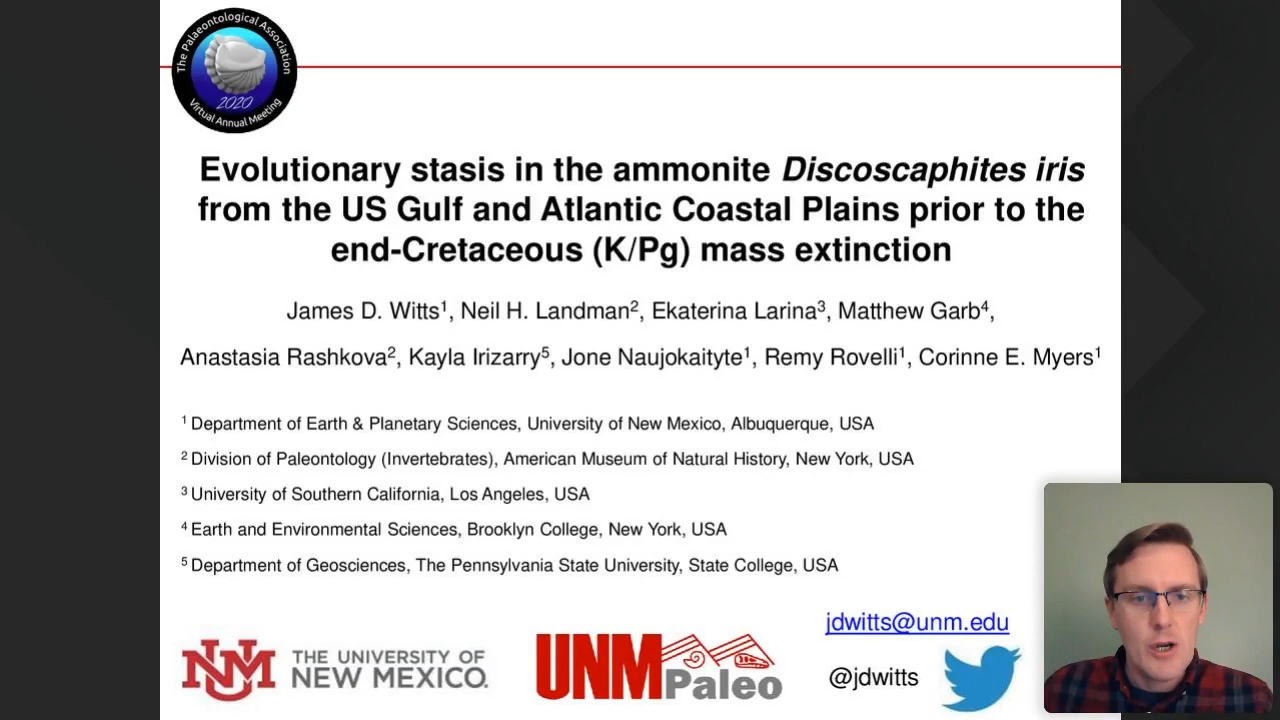 The Palaeontological Association
2020
Virtual Annual Meeting
Evolutionary stasis in the ammonite Discoscaphites iris
from the US Gulf and Atlantic Coastal Plains prior to the
end-Cretaceous (K/Pg) mass extinction
James D. Witts¹, Neil H. Landman², Ekaterina Larina³, Matthew Garb⁴,
Anastasia Rashkova², Kayla Irizarry⁵, Jone Naujokaityte¹, Remy Rovelli¹, Corinne E. Myers¹
¹ Department of Earth & Planetary Sciences, University of New Mexico, Albuquerque, USA
² Division of Paleontology (Invertebrates), American Museum of Natural History, New York, USA
³ University of Southern California, Los Angeles, USA
⁴ Earth and Environmental Sciences, Brooklyn College, New York, USA
⁵ Department of Geosciences, The Pennsylvania State University, State College, USA
jdwitts@unm.edu
@jdwitts
NM
THE UNIVERSITY OF
NEW MEXICO.
UNM
Paleo